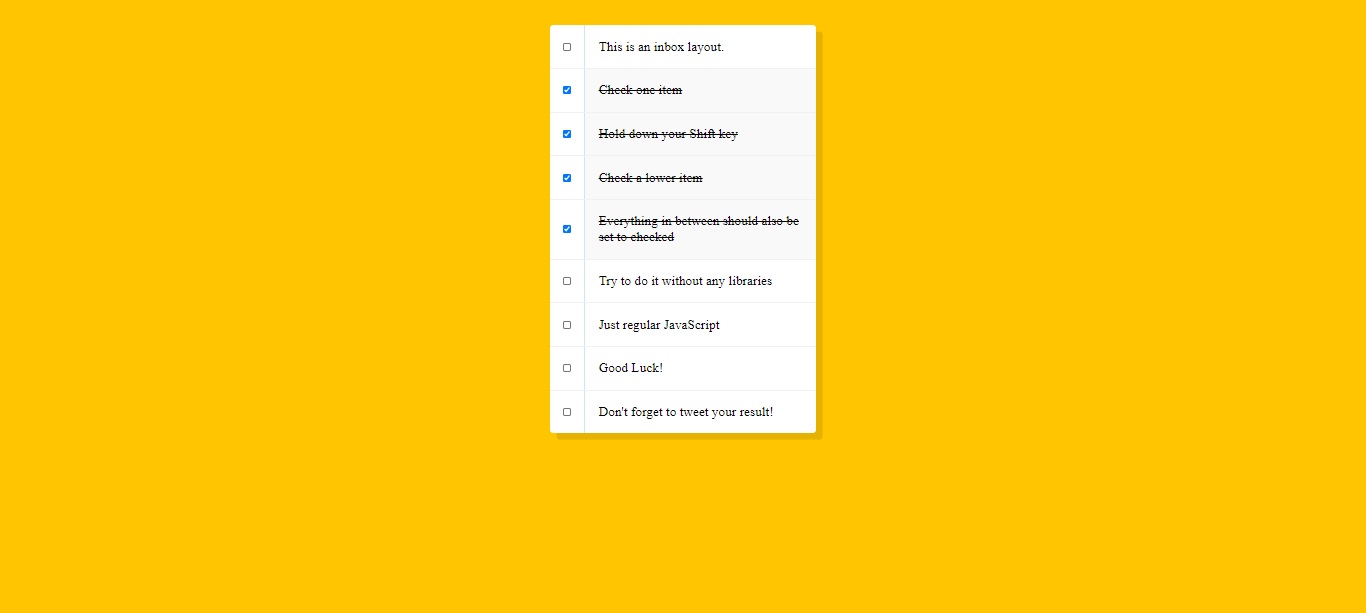 This is an inbox layout.
Check one item
Hold down your Shift key
Check a lower item
Everything in between should also be
set to checked
Try to do it without any libraries
Just regular JavaScript
Good Luck!
Don't forget to tweet your result!